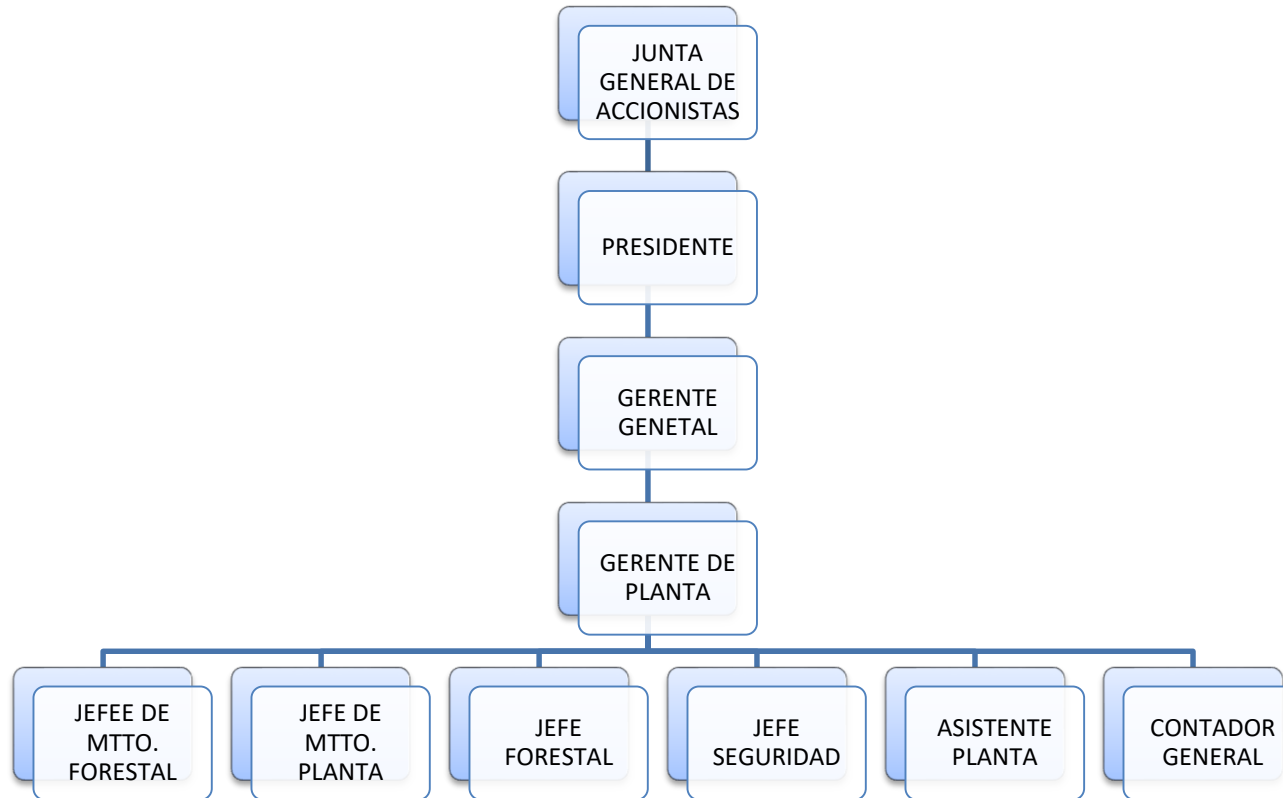 JUNTA
GENERAL DE
ACCIONISTAS
PRESIDENTE
GERENTE
GENETAL
GERENTE DE
PLANTA
JEFEE DE
MTTO.
FORESTAL
JEFE DE
MTTO.
PLANTA
JEFE
FORESTAL
JEFE
SEGURIDAD
ASISTENTE
PLANTA
CONTADOR
GENERAL